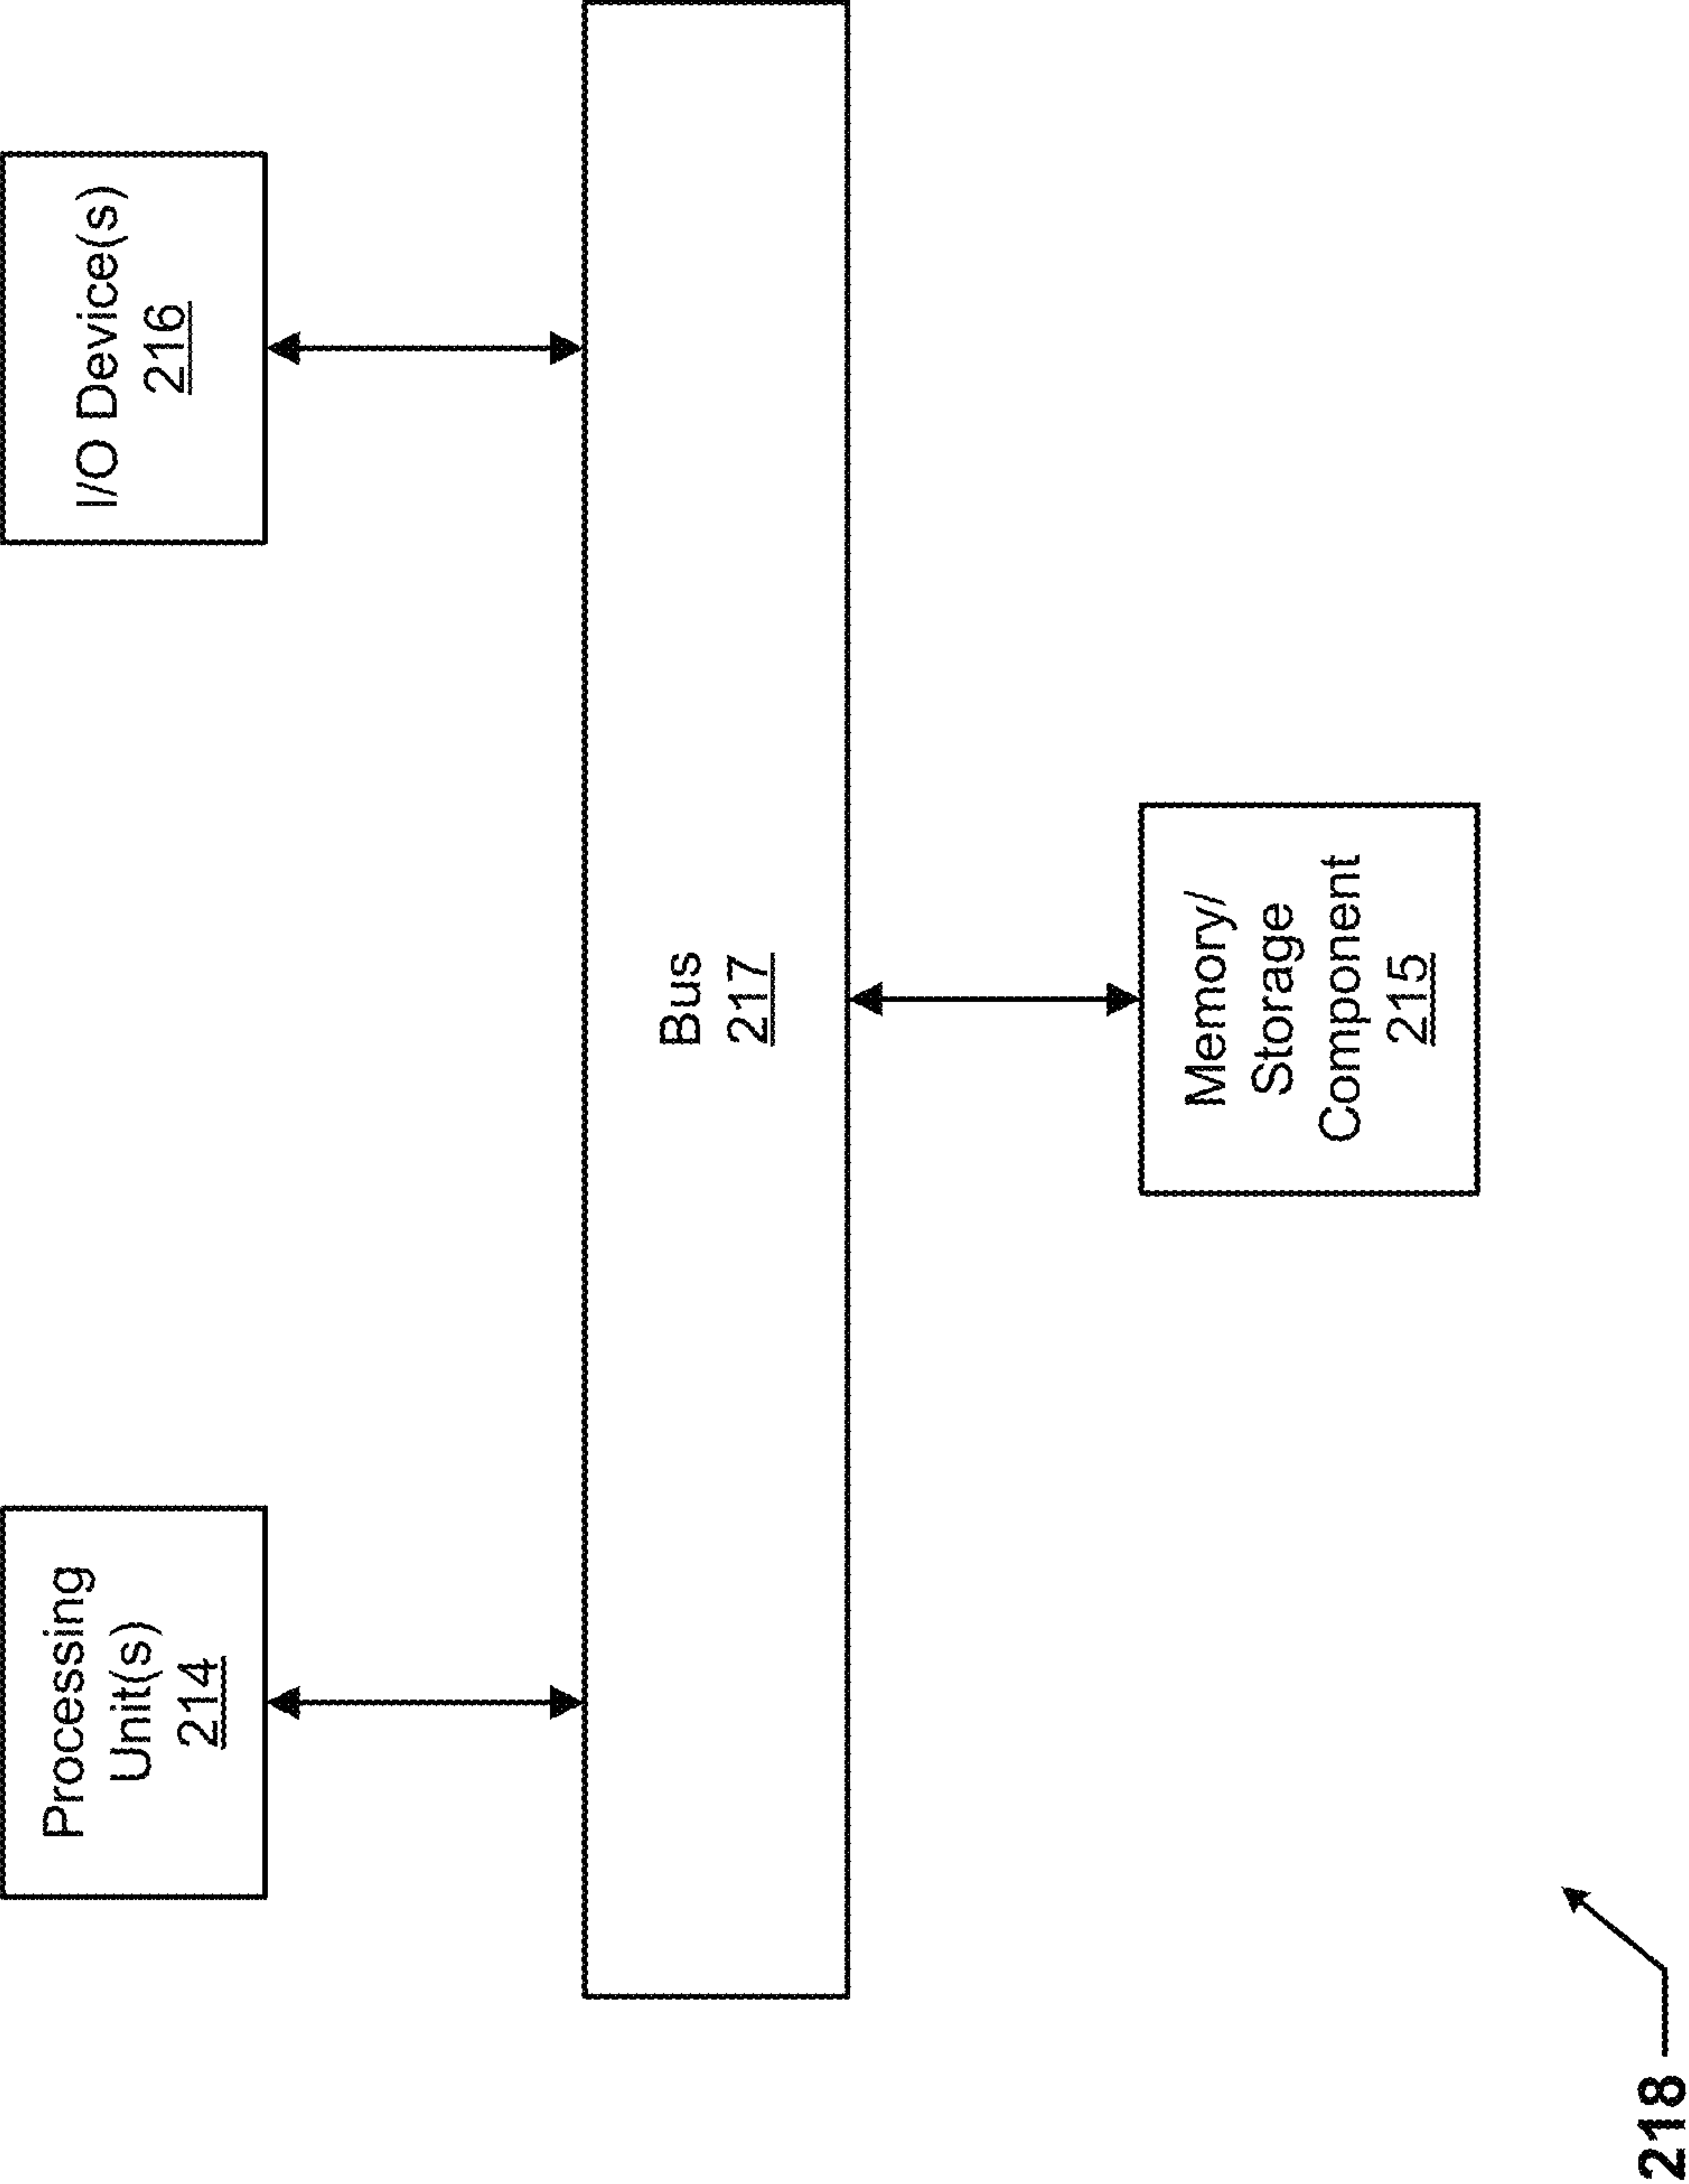 Processing
Unit(s)
214
I/O Device(s)
216
Bus
217
Memory/
Storage
Component
215
218